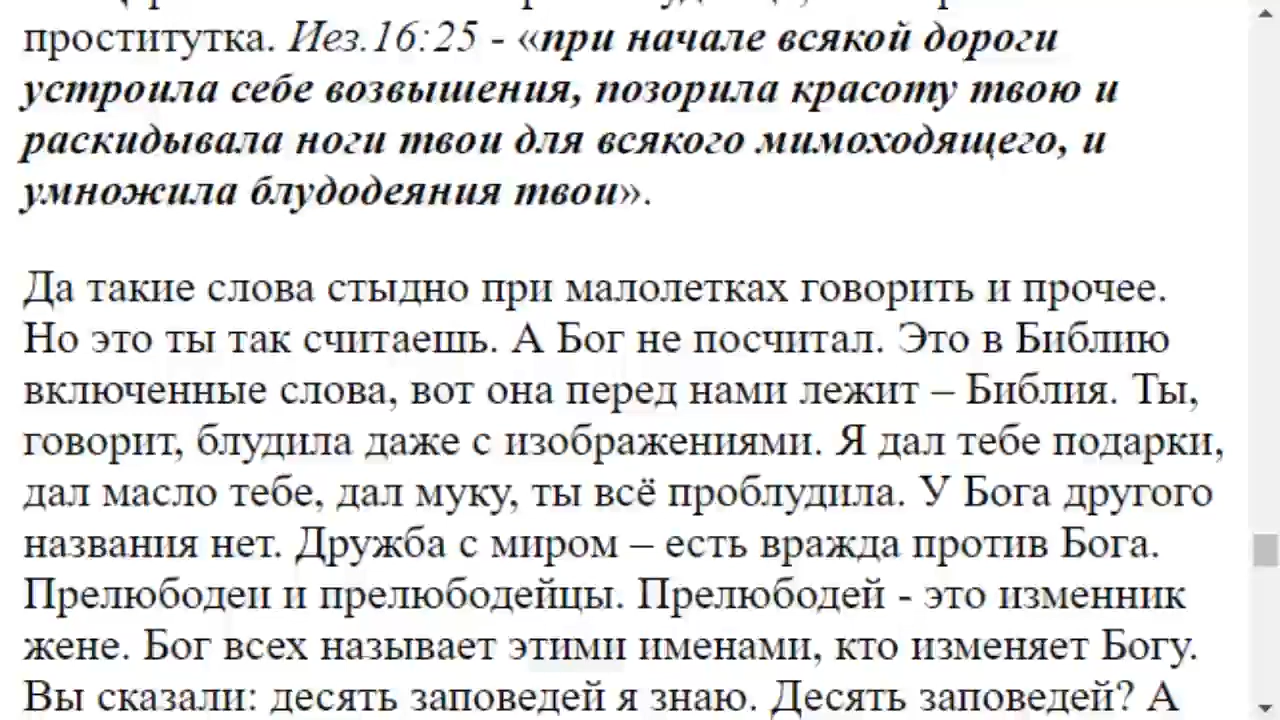 проститутка. Иез.16:25 - «при начале всякой дороги
устроила себе возвышения, позорила красоту твою и
раскидывала ноги твои для всякого мимоходящего, и
умножила блудодеяния твои».
Да такие слова стыдно при малолетках говорить и прочее.
Но это ты так считаешь. А Бог не посчитал. Это в Библию
включенные слова, вот она перед нами лежит – Библия. Ты,
говорит, блудила даже с изображениями. Я дал тебе подарки,
дал масло тебе, дал муку, ты всё проблудила. У Бога другого
названия нет. Дружба с миром – есть вражда против Бога.
Прелюбодеи и прелюбодейцы. Прелюбодей - это изменник
жене. Бог всех называет этими именами, кто изменяет Богу.
Вы сказали: десять заповедей я знаю. Десять заповедей? А